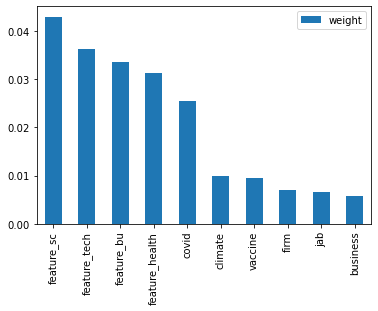 weight
0.04
0.03
0.02
0.01
0.00
feature_sc
feature_tech
feature_bu
feature_health
covid
climate
vaccine
firm
jab
business